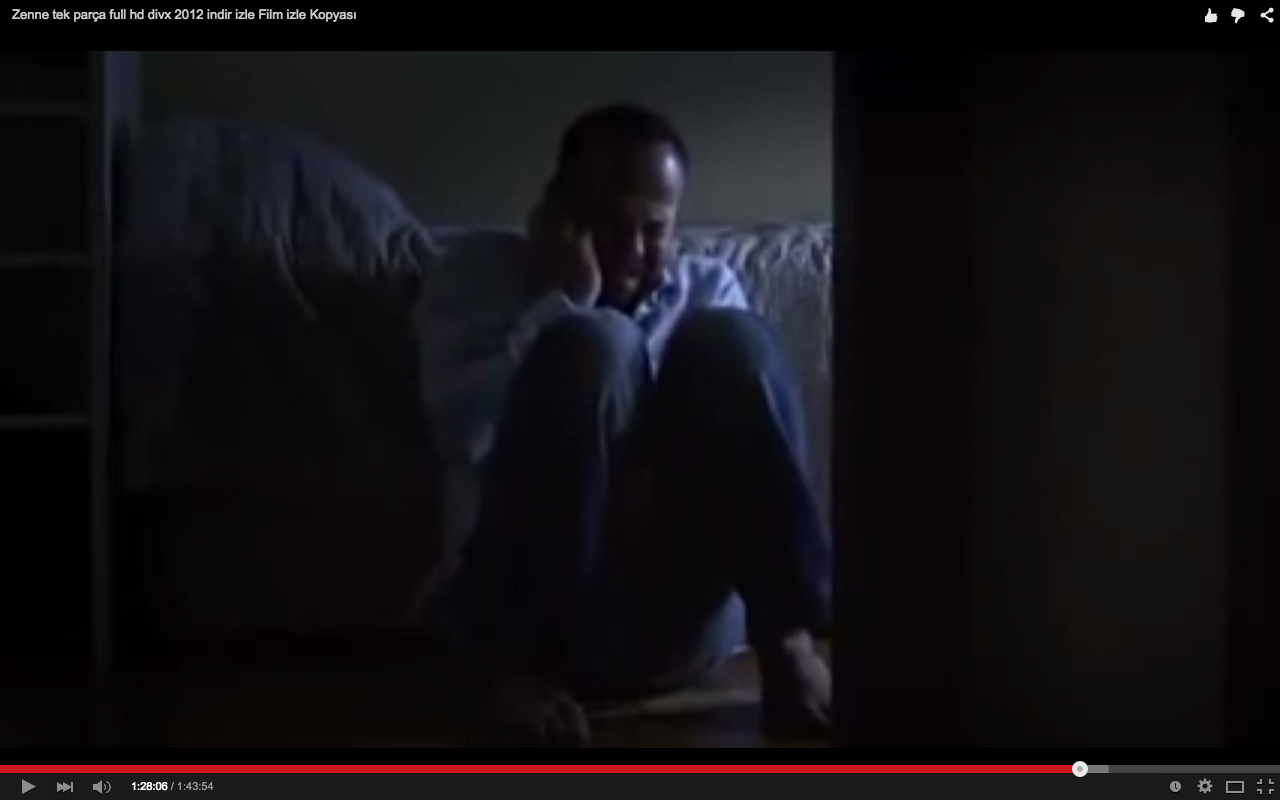 Zenne tek parça full hd divx 2012 indir izle Film izle Kopyası
1:28:06 / 1:43:54